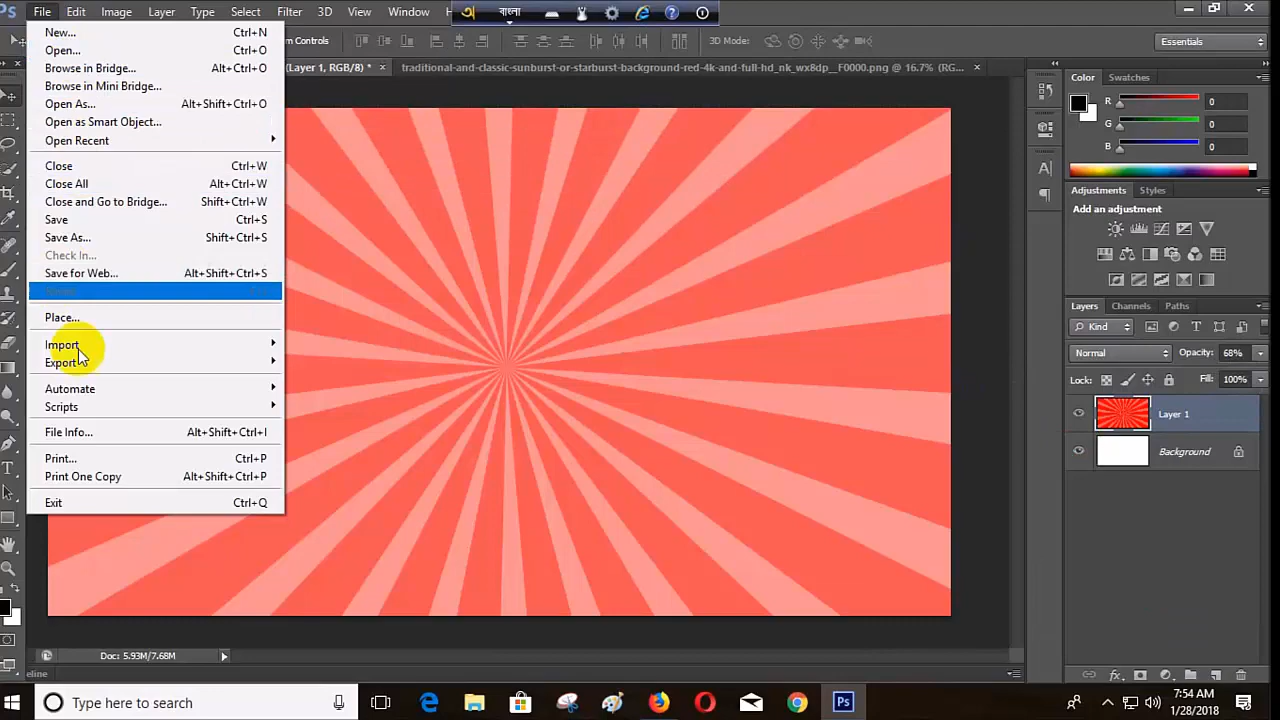 Ps File Edit Image Layer Type Select Filter 3D View Window H
বাংলা
Controls 3D Mode: Essentials
(Layer 1, RGB/8) * × traditional-and-classic-sunburst-or-starburst-background-red-4k-and-full-hd_nk_wx8dp__F0000.png @ 16.7% (RG... ×
New... Ctrl+N
Open... Ctrl+O
Browse in Bridge... Alt+Ctrl+O
Browse in Mini Bridge...
Open As... Alt+Shift+Ctrl+O
Open as Smart Object...
Open Recent
Close Ctrl+W
Close All Alt+Ctrl+W
Close and Go to Bridge... Shift+Ctrl+W
Save Ctrl+S
Save As... Shift+Ctrl+S
Check In...
Save for Web... Alt+Shift+Ctrl+S
Place...
Import
Export
Automate
Scripts
File Info... Alt+Shift+Ctrl+I
Print... Ctrl+P
Print One Copy Alt+Shift+Ctrl+P
Exit Ctrl+Q
Color Swatches
R 0
G 0
B 0
Adjustments Styles
Add an adjustment
Layers Channels Paths
Kind
Normal Opacity: 68%
Lock: Fill: 100%
Layer 1
Background
Doc: 5.93M/7.68M
eline
Type here to search
Ps
7:54 AM
1/28/2018